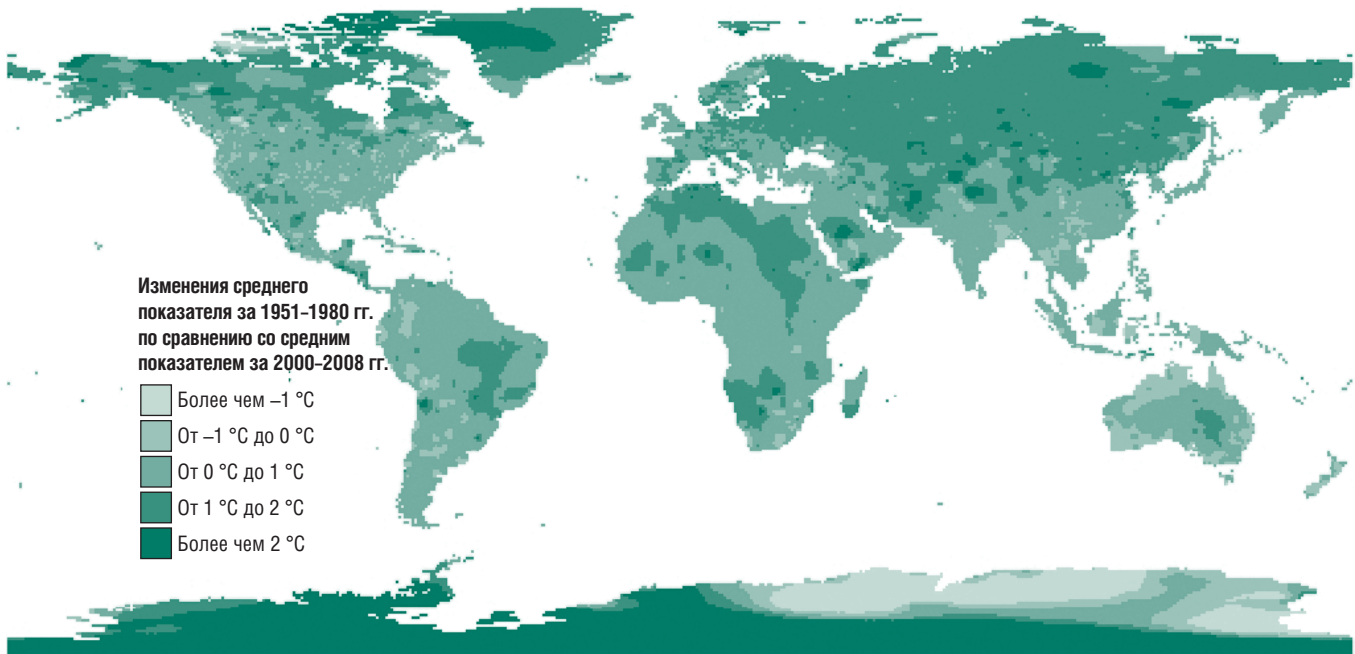 Изменения среднего
показателя за 1951–1980 гг.
по сравнению со средним
показателем за 2000–2008 гг.
Более чем –1 °C
От –1 °C до 0 °C
От 0 °C до 1 °C
От 1 °C до 2 °C
Более чем 2 °C